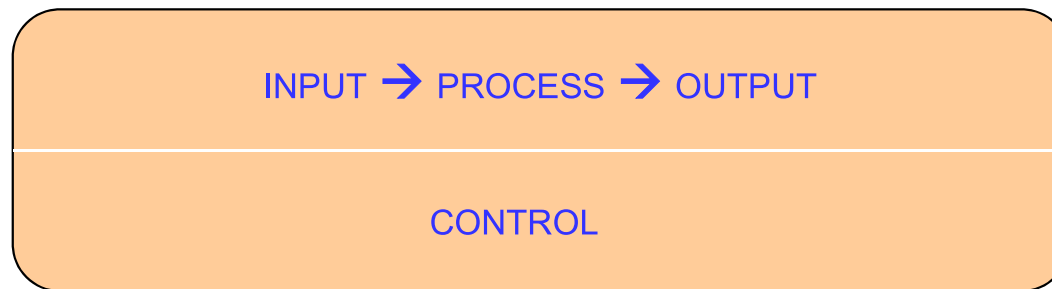 INPUT → PROCESS → OUTPUT
CONTROL